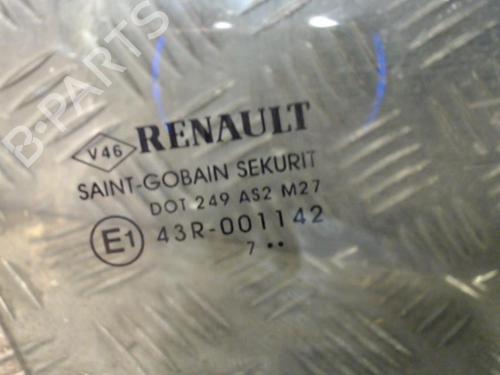 B-PARTS
V46 RENAULT
SAINT-GOBAIN SEKURIT
DOT 249 AS2 M27
E1 43R-001142
7 ••